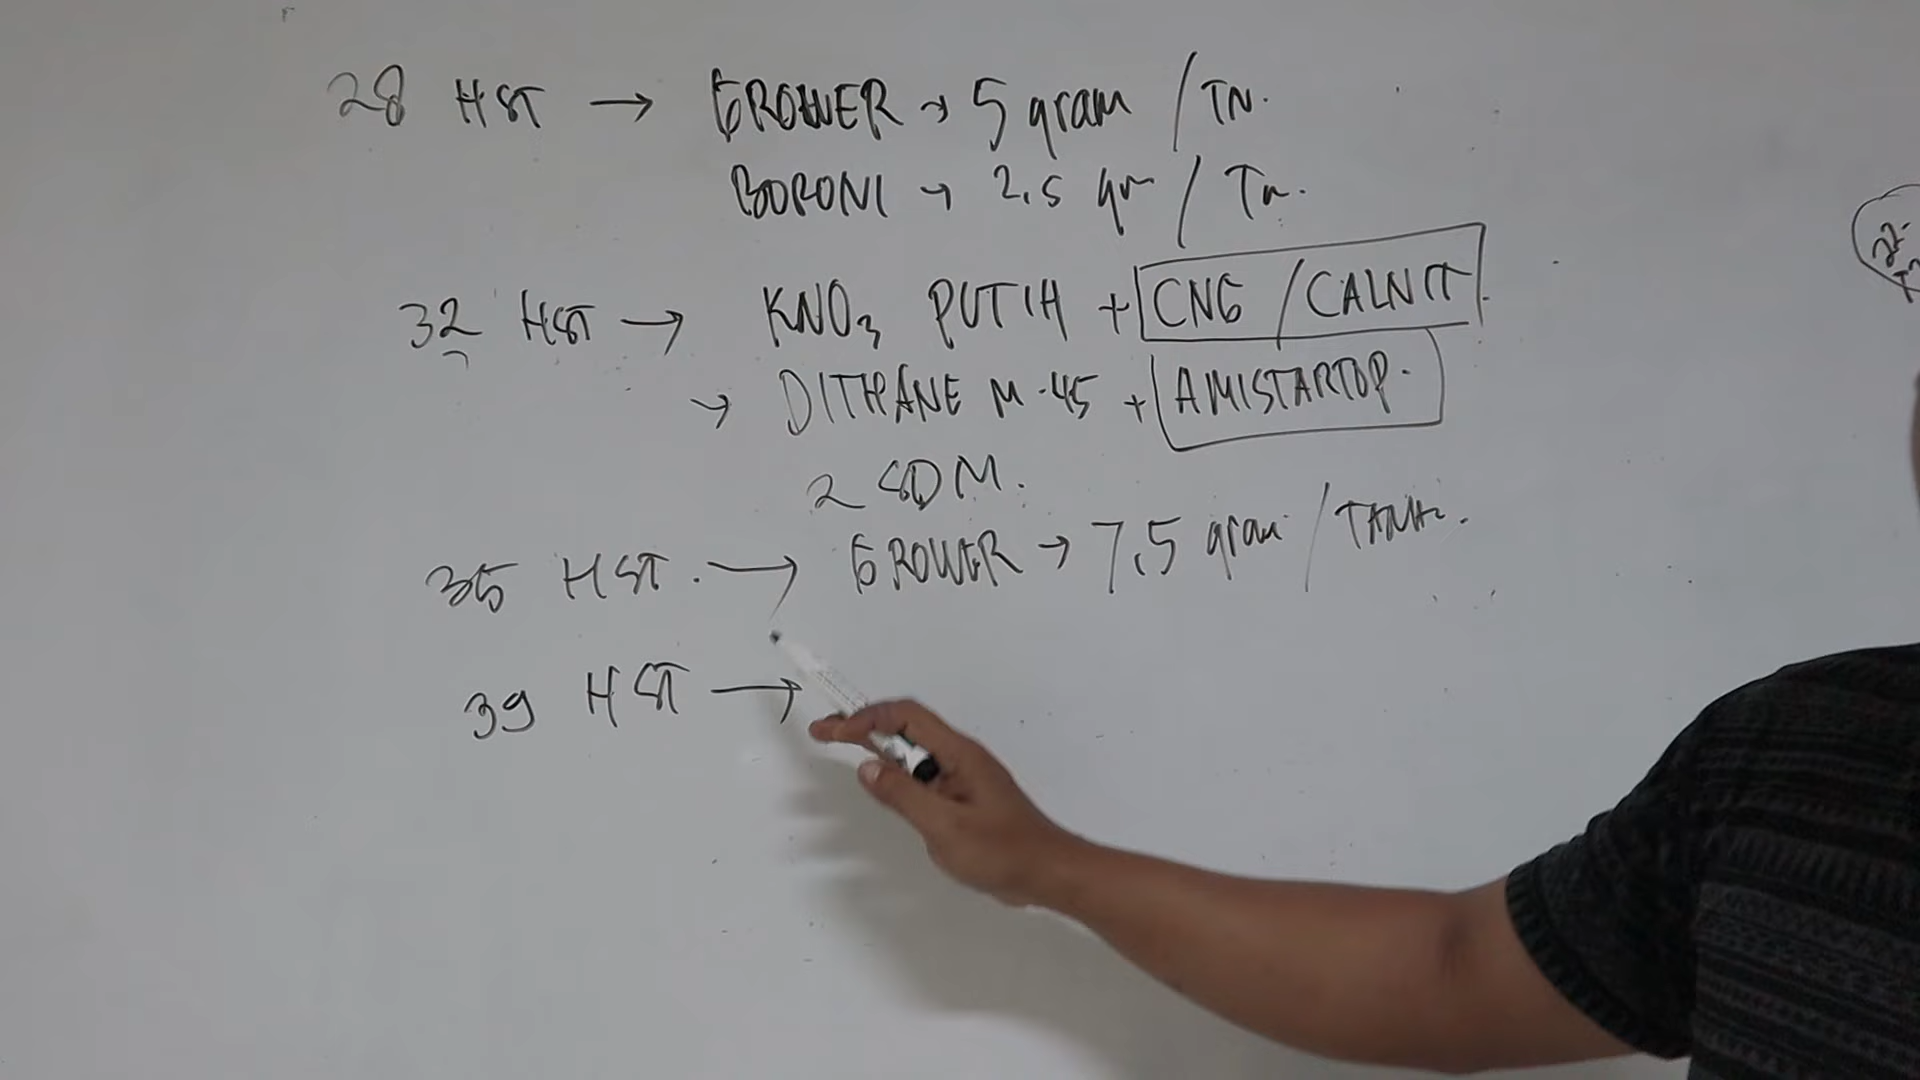 28 HST → GROWER → 5 gram / TN.
BORONI → 2.5 gr / Tn.
32 HST → KNO3 PUTIH + CNG / CALNIT.
→ DITHANE M-45 + AMISTARTOP.
2 SDM.
35 HST. → GROWER → 7.5 gram / TANA.
39 HST →